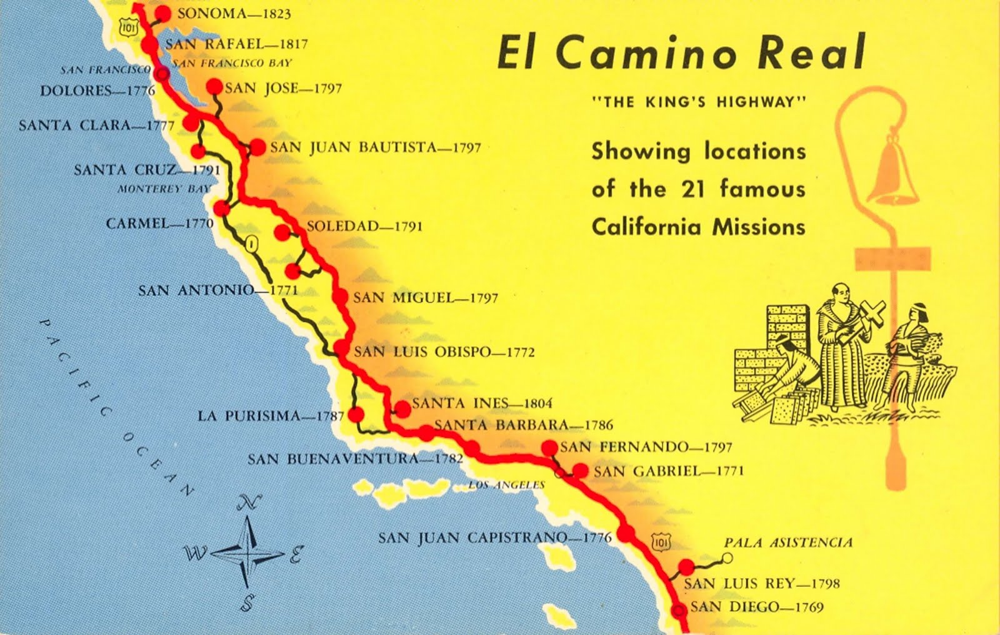 El Camino Real
"THE KING'S HIGHWAY"
Showing locations
of the 21 famous
California Missions
SONOMA—1823
101
SAN RAFAEL—1817
SAN FRANCISCO BAY
SAN FRANCISCO
DOLORES—1776
SAN JOSE—1797
SANTA CLARA—1777
SAN JUAN BAUTISTA—1797
SANTA CRUZ—1791
MONTEREY BAY
CARMEL—1770
SOLEDAD—1791
1
SAN ANTONIO—1771
SAN MIGUEL—1797
SAN LUIS OBISPO—1772
PACIFIC OCEAN
SANTA INES—1804
LA PURISIMA—1787
SANTA BARBARA—1786
SAN BUENAVENTURA—1782
SAN FERNANDO—1797
SAN GABRIEL—1771
LOS ANGELES
N
W
E
S
SAN JUAN CAPISTRANO—1776
101
PALA ASISTENCIA
SAN LUIS REY—1798
SAN DIEGO—1769